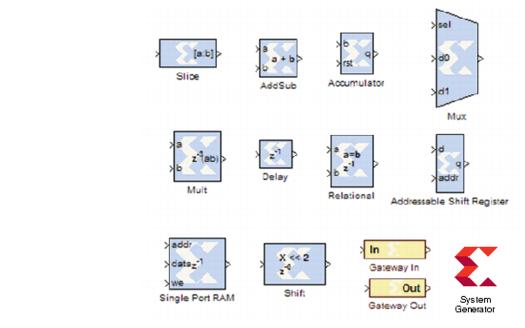 [a:b]
Slice
a
b
a + b
AddSub
b
rst
q
Accumulator
sel
d0
d1
Mux
a
b
z⁻¹(ab)
Mult
z⁻¹
Delay
a
b
a=b
z⁻¹
Relational
d
addr
q
Addressable Shift Register
addr
data
we
z⁻¹
Single Port RAM
X << 2
Shift
In
Gateway In
Out
Gateway Out
System
Generator